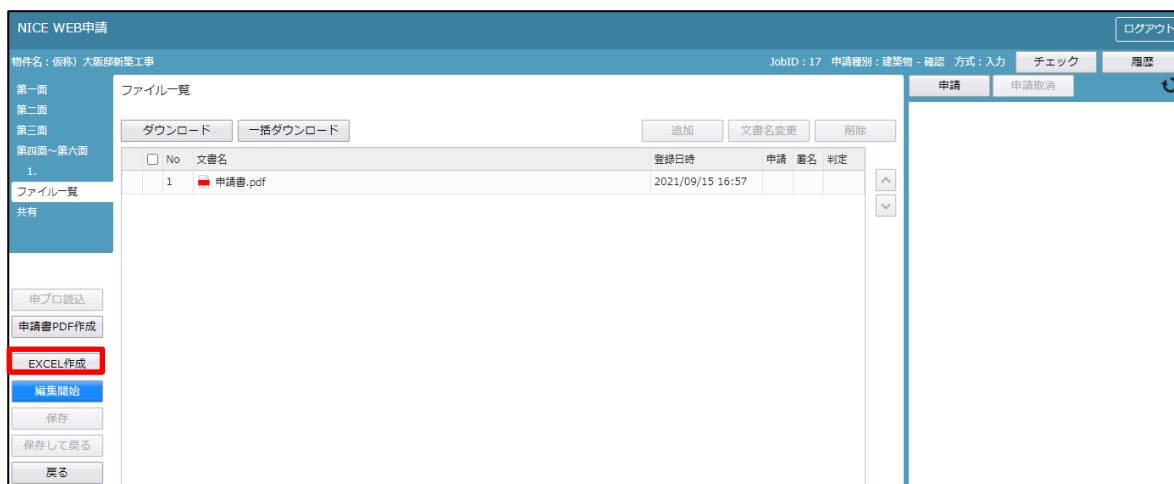 NICE WEB申請
ログアウト
物件名：仮称）大阪邸新築工事
JobID：17 申請種別：建築物 - 確認 方式：入力
チェック
履歴
第一面
第二面
第三面
第四面～第六面
1.
ファイル一覧
共有
申プロ読込
申請書PDF作成
EXCEL作成
編集開始
保存
保存して戻る
戻る
ファイル一覧
ダウンロード 一括ダウンロード 追加 文書名変更 削除
No 文書名 登録日時 申請 署名 判定
1 申請書.pdf 2021/09/15 16:57
申請 申請取消